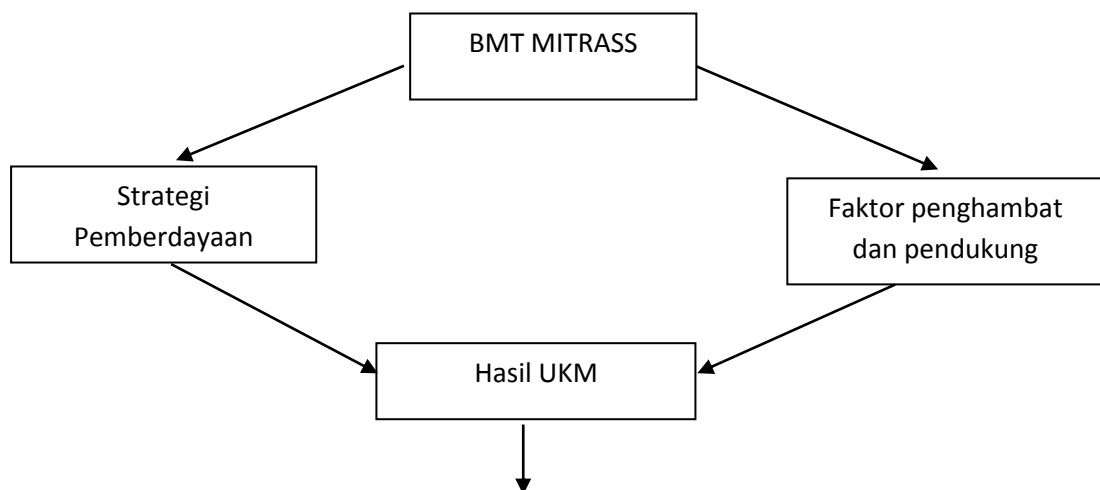 BMT MITRASS
Strategi
Pemberdayaan
Faktor penghambat
dan pendukung
Hasil UKM